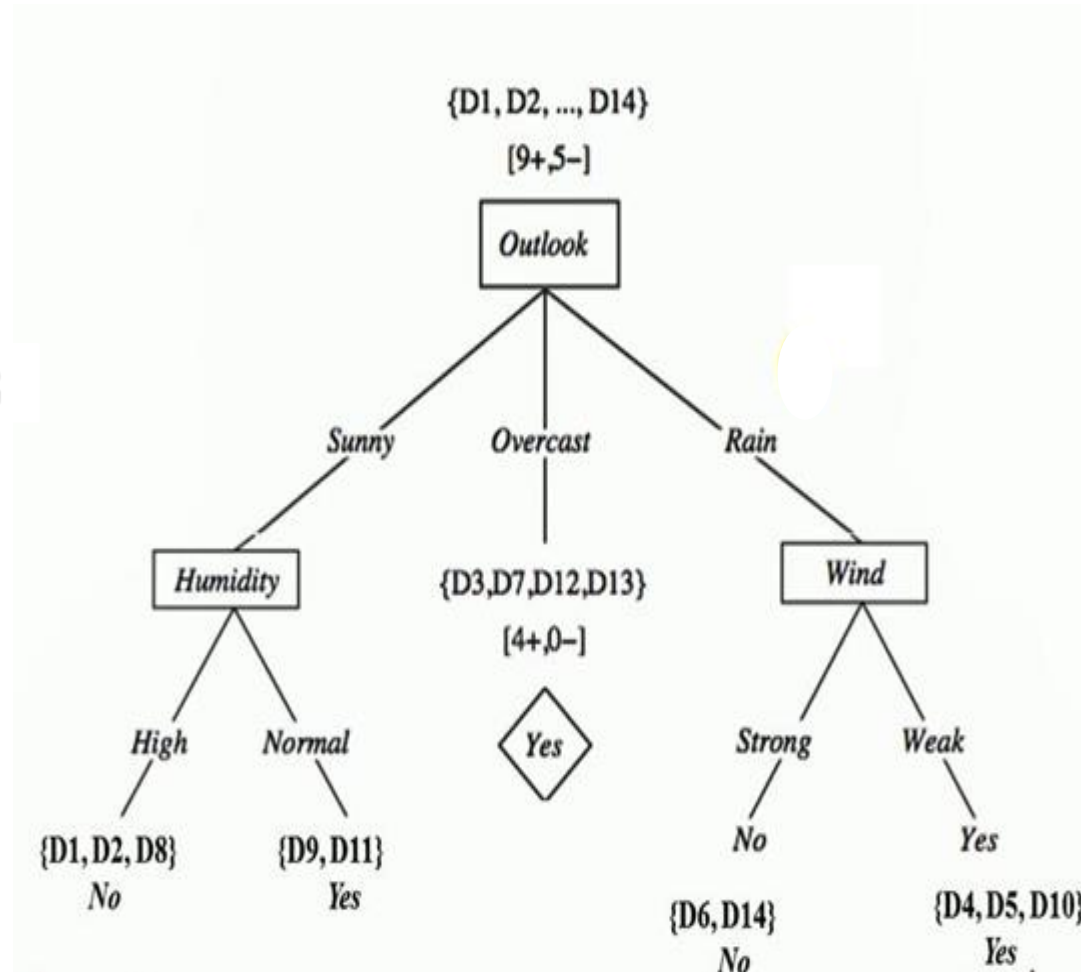 {D1, D2, ..., D14}
[9+,5−]
Outlook
Sunny
Overcast
Rain
Humidity
{D3,D7,D12,D13}
[4+,0−]
Yes
Wind
High
Normal
Strong
Weak
{D1, D2, D8}
No
{D9, D11}
Yes
No
Yes
{D6, D14}
No
{D4, D5, D10}
Yes